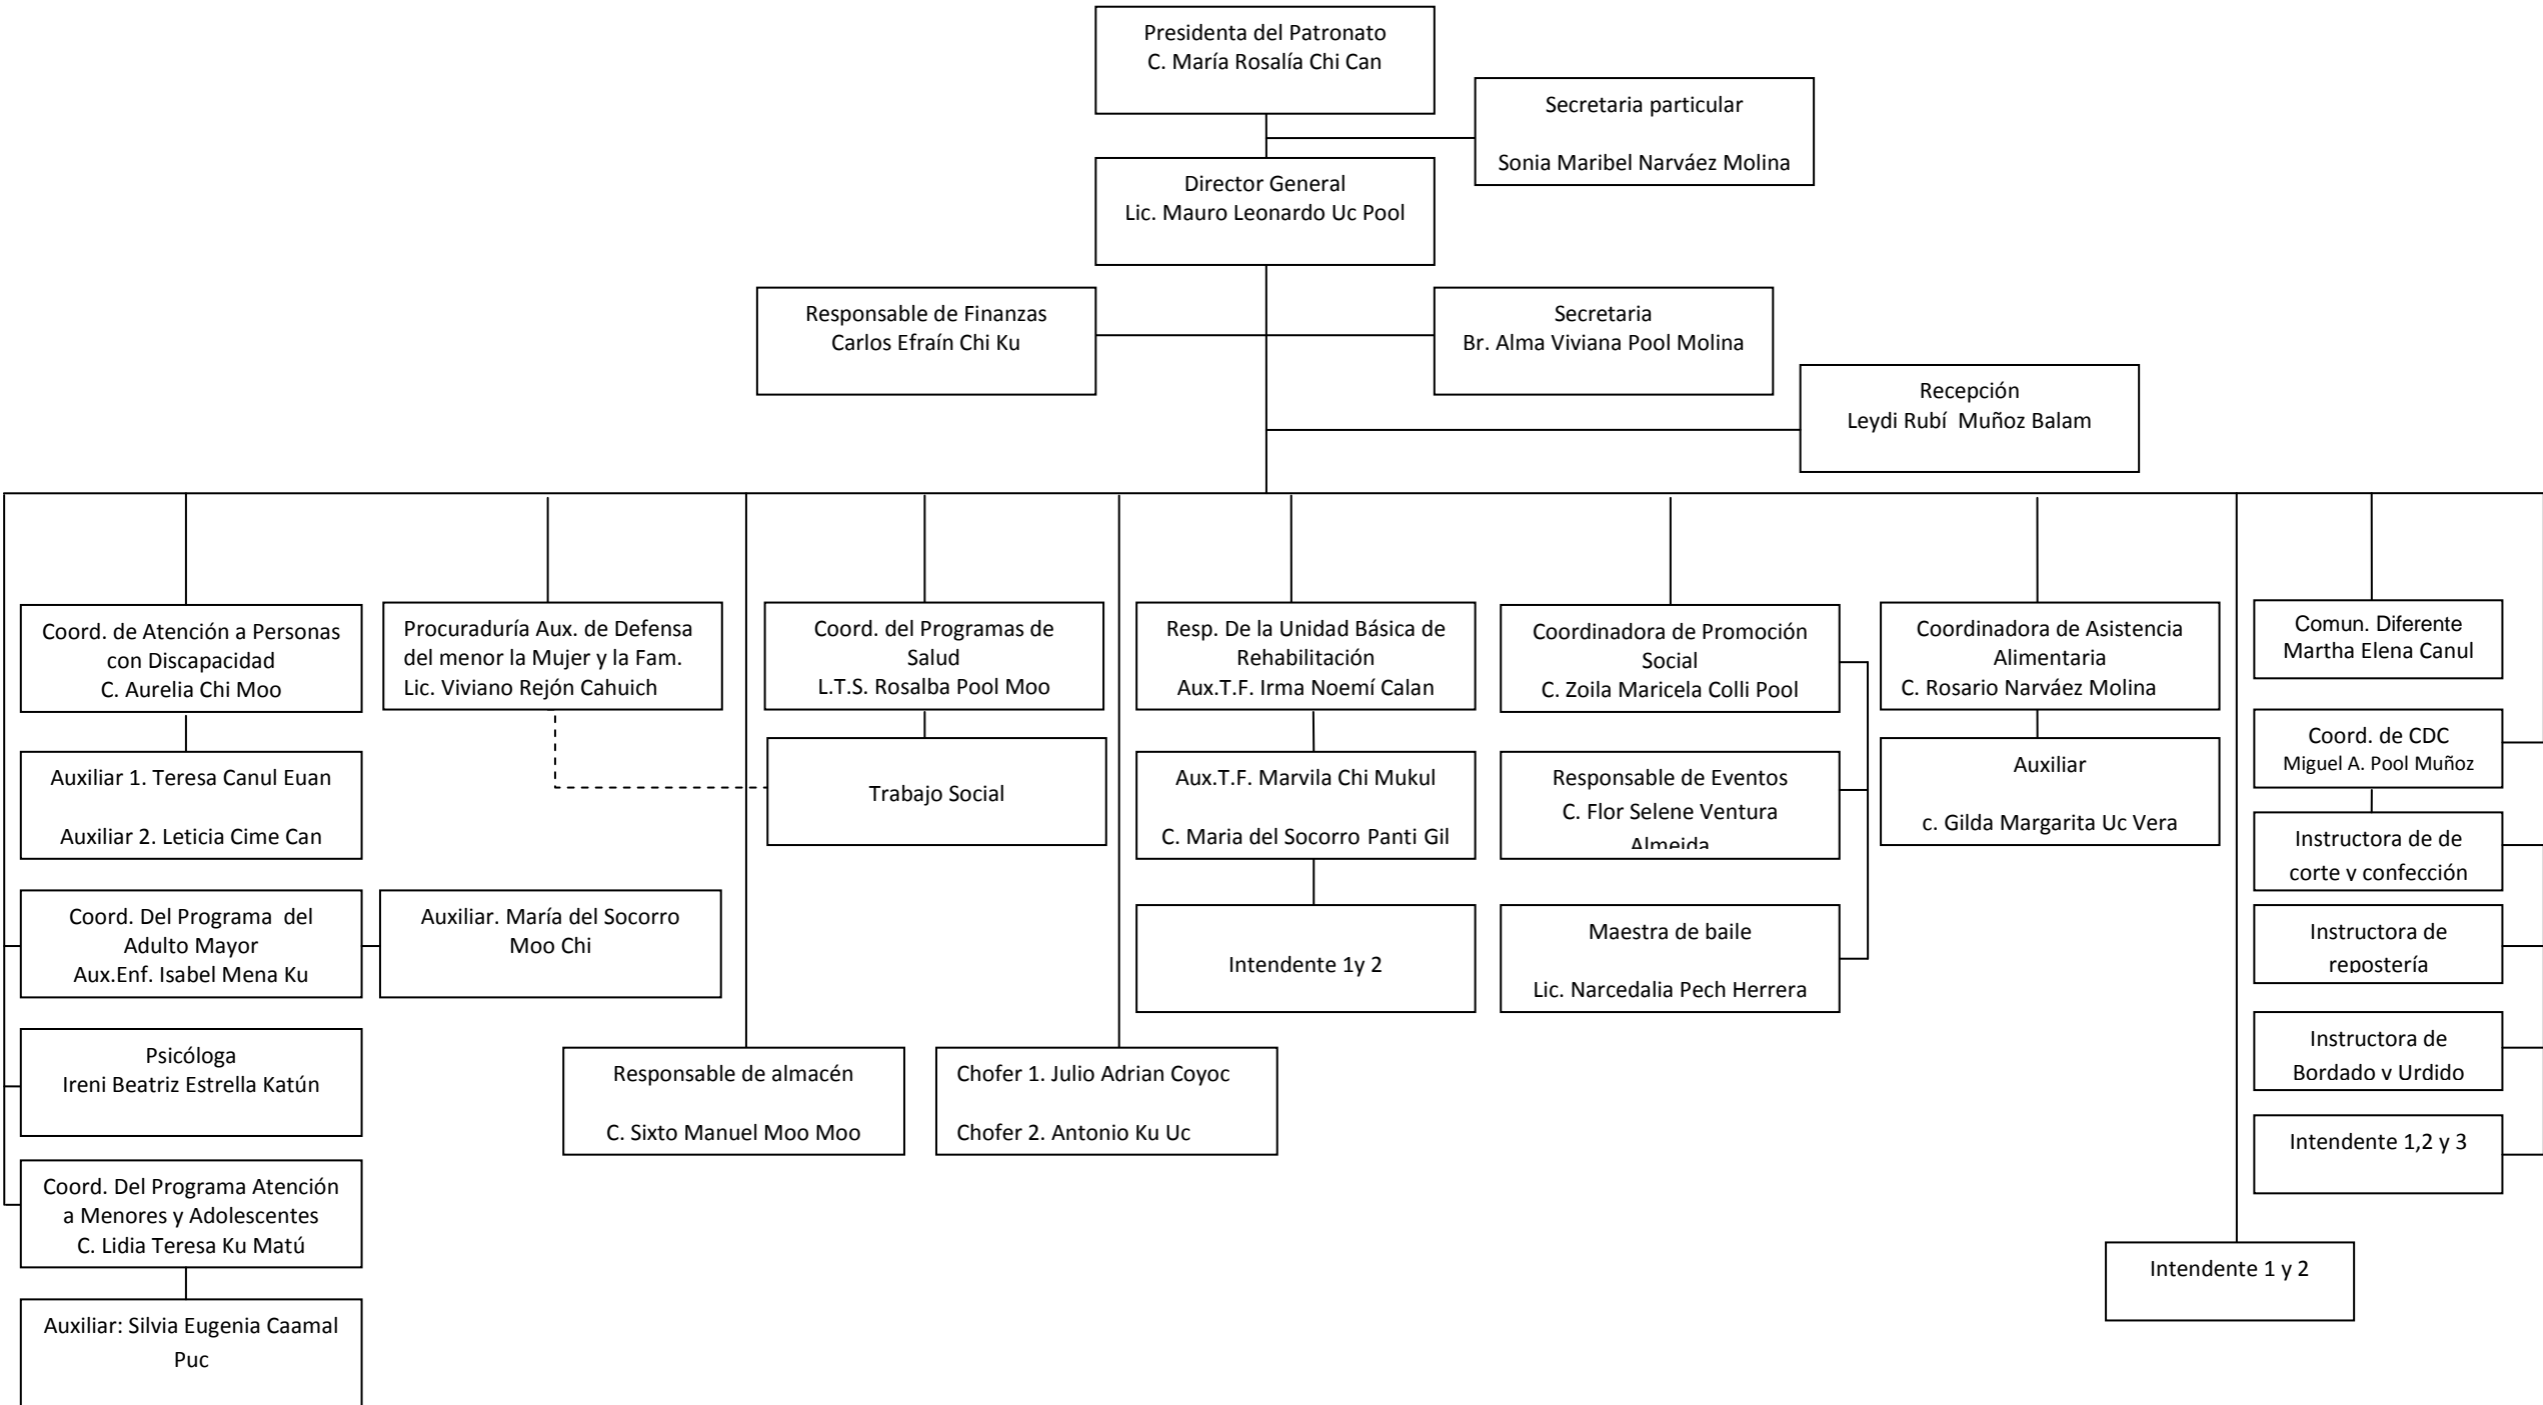 Presidenta del Patronato
C. María Rosalía Chi Can
Secretaria particular
Sonia Maribel Narváez Molina
Director General
Lic. Mauro Leonardo Uc Pool
Responsable de Finanzas
Carlos Efraín Chi Ku
Secretaria
Br. Alma Viviana Pool Molina
Recepción
Leydi Rubí  Muñoz Balam
Coord. de Atención a Personas
con Discapacidad
C. Aurelia Chi Moo
Procuraduría Aux. de Defensa
del menor la Mujer y la Fam.
Lic. Viviano Rejón Cahuich
Coord. del Programas de
Salud
L.T.S. Rosalba Pool Moo
Resp. De la Unidad Básica de
Rehabilitación
Aux.T.F. Irma Noemí Calan
Coordinadora de Promoción
Social
C. Zoila Maricela Colli Pool
Coordinadora de Asistencia
Alimentaria
C. Rosario Narváez Molina
Comun. Diferente
Martha Elena Canul
Auxiliar 1. Teresa Canul Euan
Auxiliar 2. Leticia Cime Can
Trabajo Social
Aux.T.F. Marvila Chi Mukul
C. Maria del Socorro Panti Gil
Responsable de Eventos
C. Flor Selene Ventura
Almeida
Auxiliar
c. Gilda Margarita Uc Vera
Coord. de CDC
Miguel A. Pool Muñoz
Instructora de de
corte y confección
Coord. Del Programa  del
Adulto Mayor
Aux.Enf. Isabel Mena Ku
Auxiliar. María del Socorro
Moo Chi
Intendente 1y 2
Maestra de baile
Lic. Narcedalia Pech Herrera
Instructora de
repostería
Psicóloga
Ireni Beatriz Estrella Katún
Responsable de almacén
C. Sixto Manuel Moo Moo
Chofer 1. Julio Adrian Coyoc
Chofer 2. Antonio Ku Uc
Instructora de
Bordado y Urdido
Intendente 1,2 y 3
Coord. Del Programa Atención
a Menores y Adolescentes
C. Lidia Teresa Ku Matú
Intendente 1 y 2
Auxiliar: Silvia Eugenia Caamal
Puc